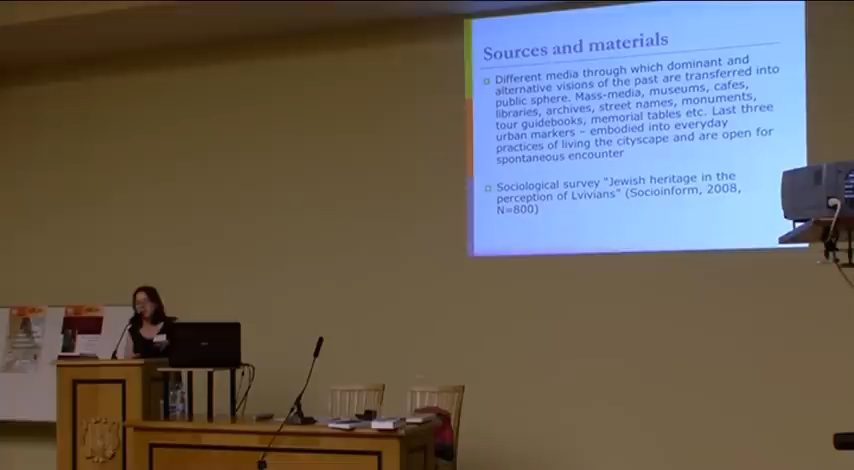 Sources and materials
Different media through which dominant and
alternative visions of the past are transferred into
public sphere. Mass-media, museums, cafes,
libraries, archives, street names, monuments,
tour guidebooks, memorial tables etc. Last three
urban markers – embodied into everyday
practices of living the cityscape and are open for
spontaneous encounter
Sociological survey "Jewish heritage in the
perception of Lvivians" (Socioinform, 2008,
N=800)